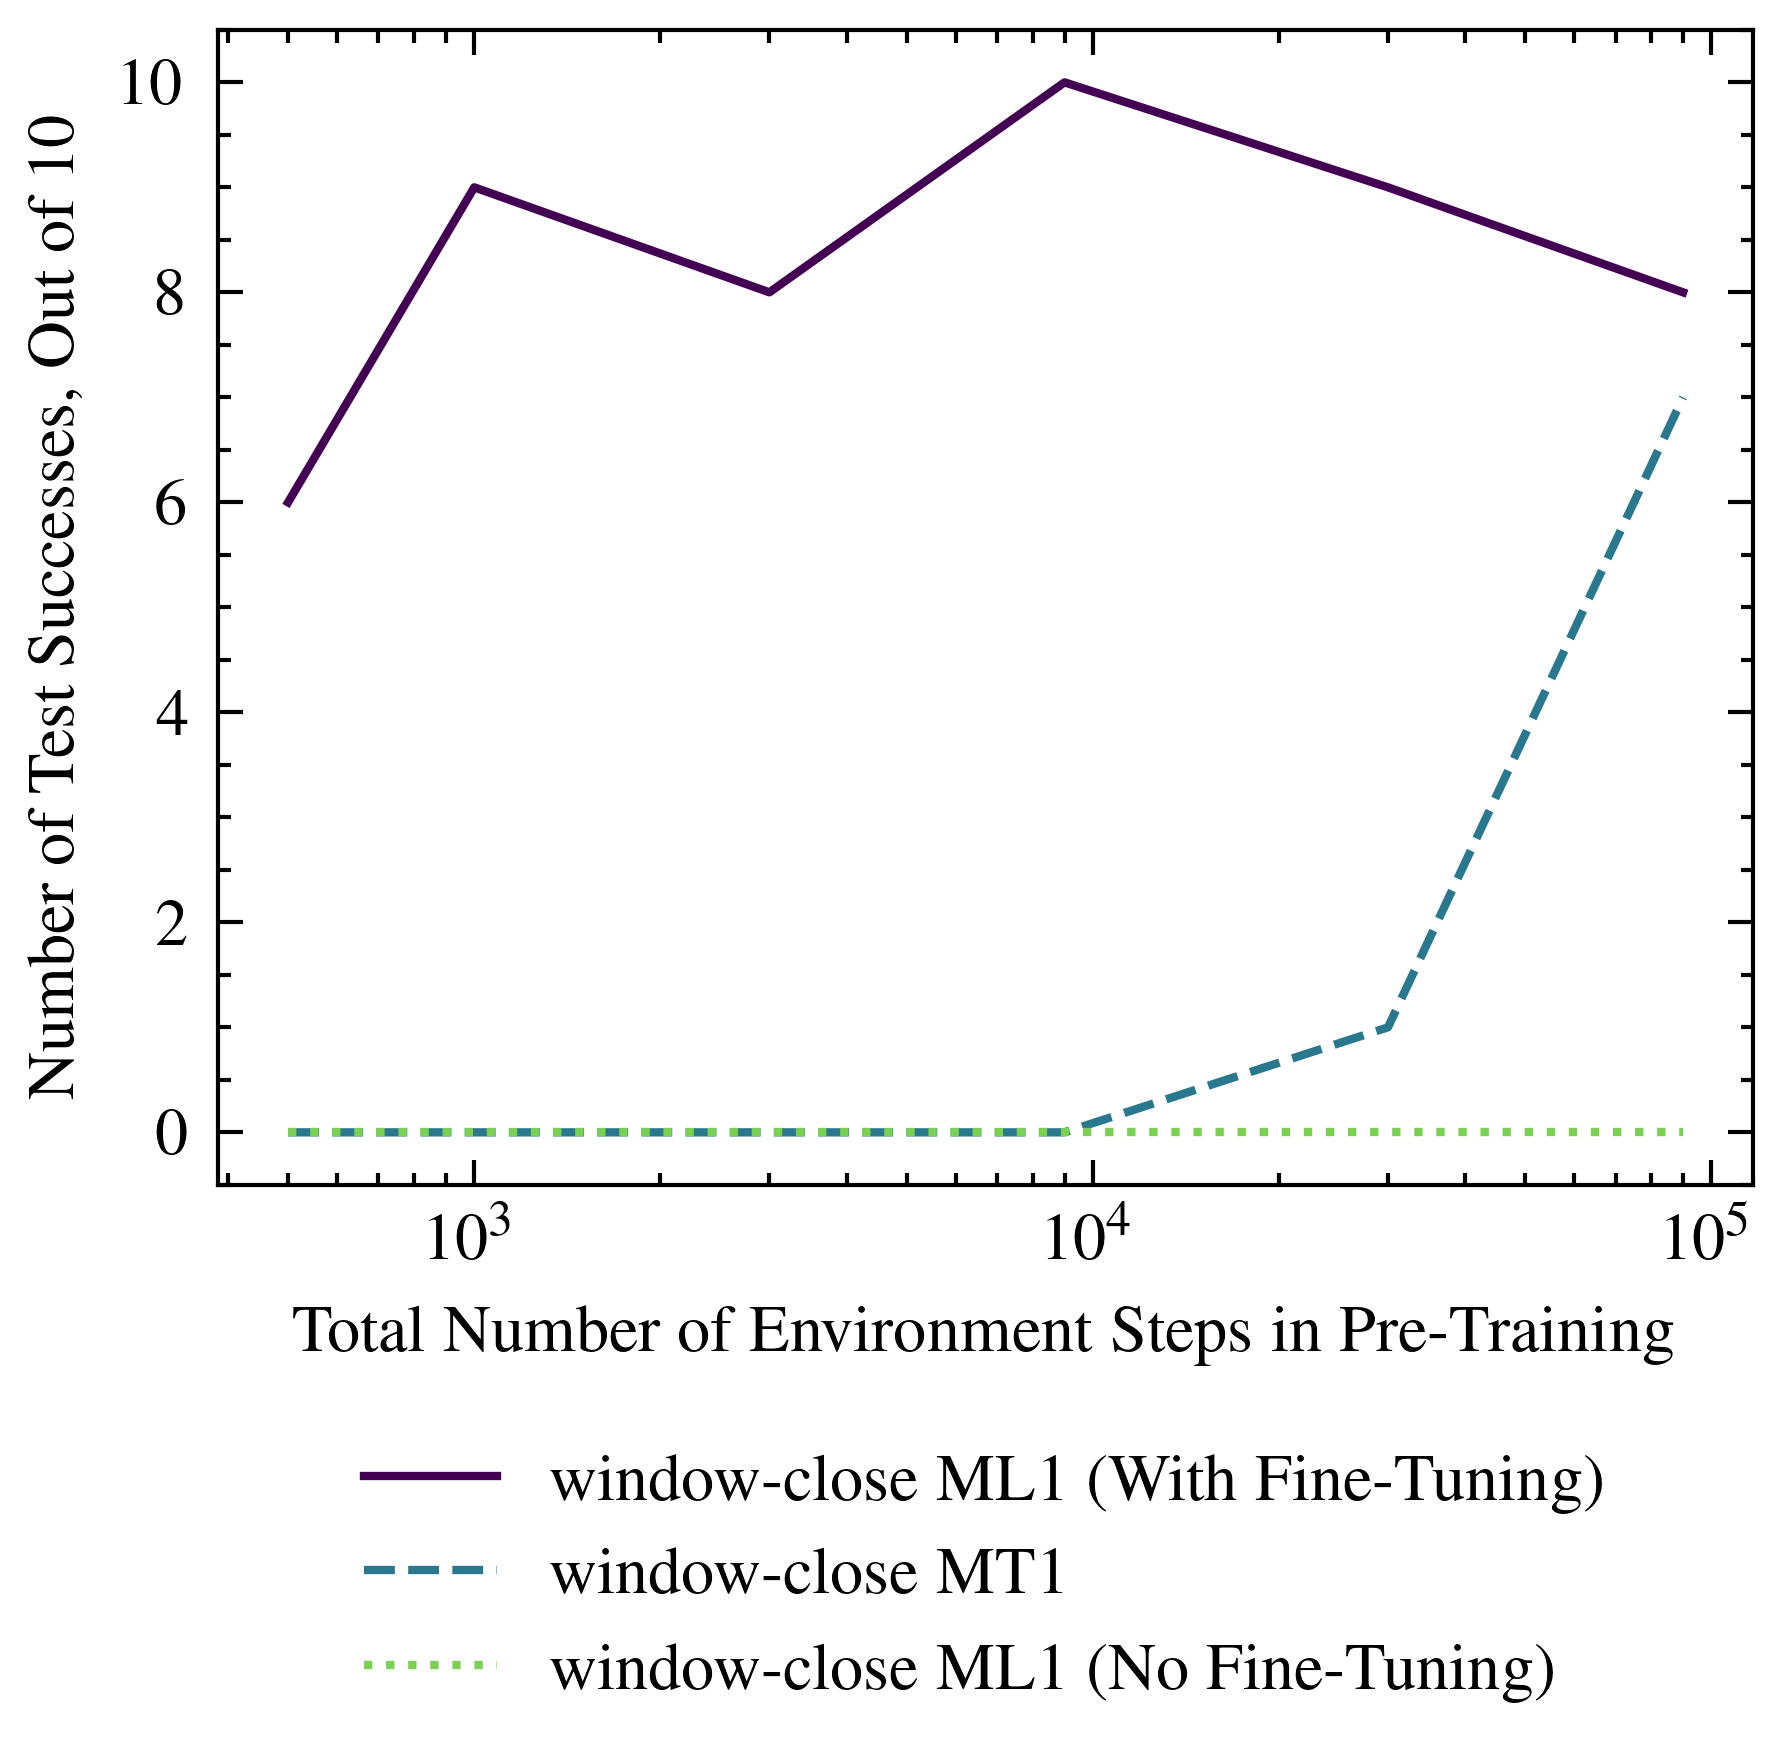 Number of Test Successes, Out of 10
10
8
6
4
2
0
10³ 10⁴ 10⁵
Total Number of Environment Steps in Pre-Training
window-close ML1 (With Fine-Tuning)
window-close MT1
window-close ML1 (No Fine-Tuning)